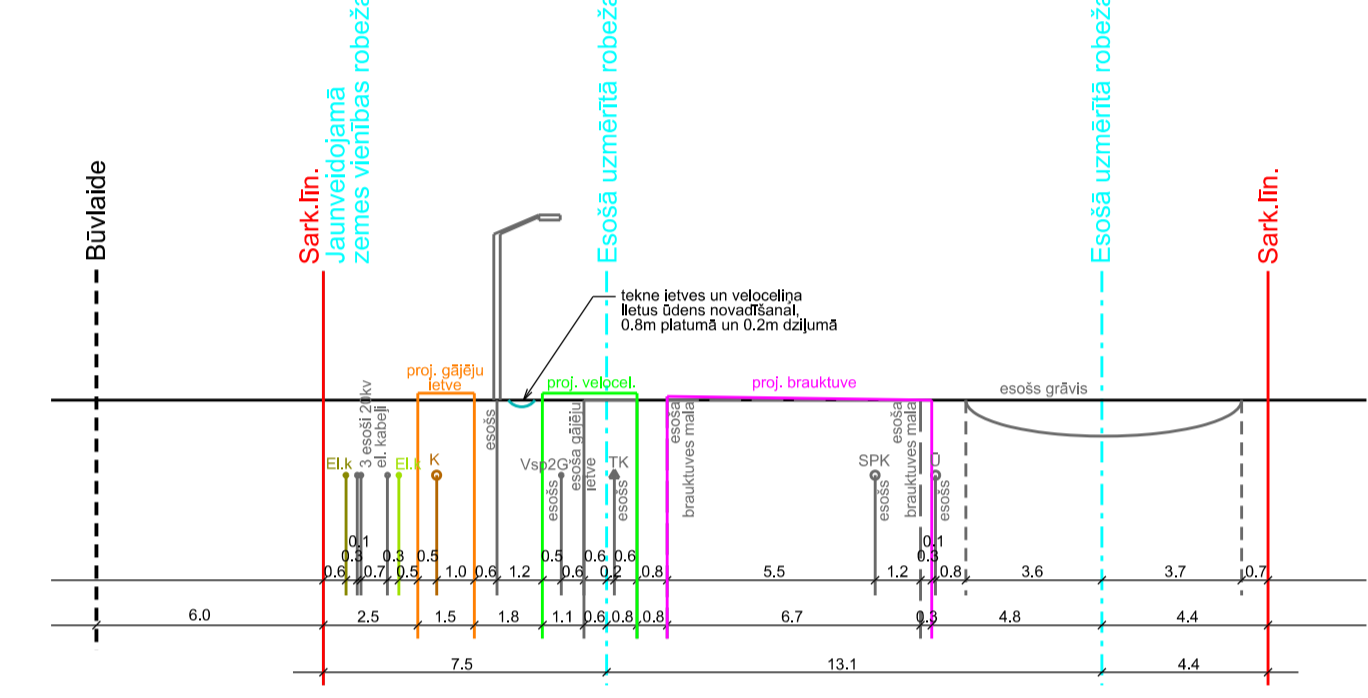 Būvlaide
Sark.līn.
Jaunveidojamā
zemes vienības robeža
Esošā uzmērītā robeža
Esošā uzmērītā robeža
Sark.līn.
tekne ietves un veloceliņa
lietus ūdens novadīšanai,
0.8m platumā un 0.2m dziļumā
proj. gājēju
ietve
proj. velocel.
proj. brauktuve
esošs grāvis
El.k
3 esoši 20kv
el. kabeļi
El.k
K
esošs
Vsp2G
esošs
esoša gājēju
ietve
TK
esošs
esoša
brauktuves mala
SPK
esošs
esoša
brauktuves mala
Ū
esošs
0.1 0.1
0.3 0.3 0.5 0.5 0.6 0.6 0.3
0.6 0.7 0.5 1.0 0.6 1.2 0.6 0.2 0.8 5.5 1.2 0.8 3.6 3.7 0.7
6.0 2.5 1.5 1.8 1.1 0.6 0.8 0.8 6.7 0.3 4.8 4.4
7.5 13.1 4.4